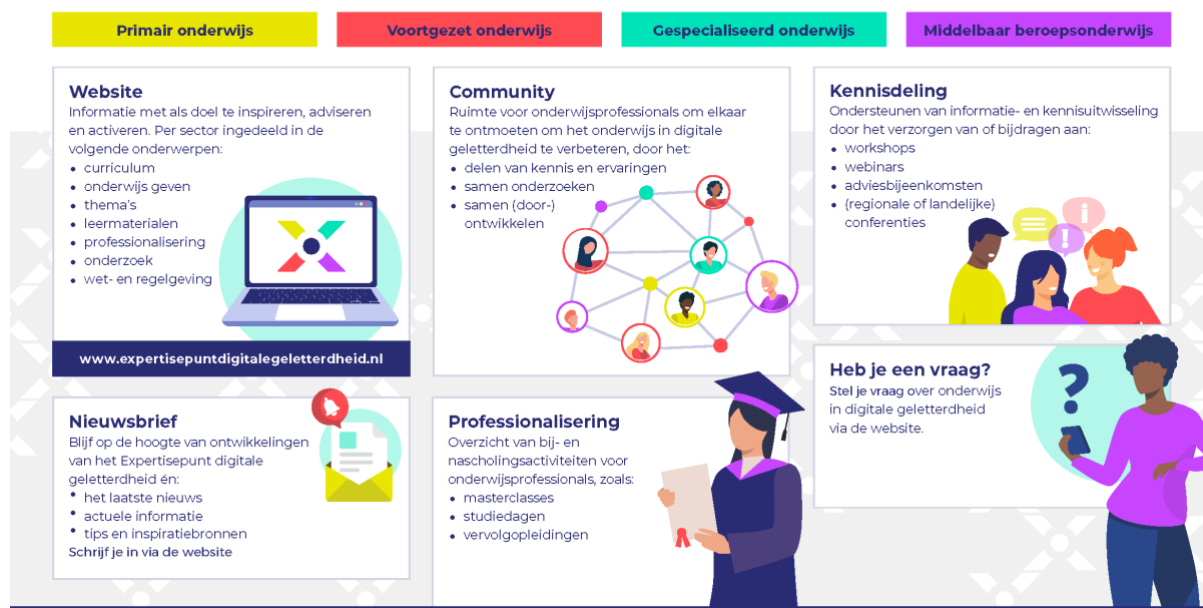 Primair onderwijs
Voortgezet onderwijs
Gespecialiseerd onderwijs
Middelbaar beroepsonderwijs
Website
Informatie met als doel te inspireren, adviseren
en activeren. Per sector ingedeeld in de
volgende onderwerpen:
• curriculum
• onderwijs geven
• thema's
• leermaterialen
• professionalisering
• onderzoek
• wet- en regelgeving
www.expertisepuntdigitalegeletterdheid.nl
Community
Ruimte voor onderwijsprofessionals om elkaar
te ontmoeten om het onderwijs in digitale
geletterdheid te verbeteren, door het:
• delen van kennis en ervaringen
• samen onderzoeken
• samen (door-)
ontwikkelen
Kennisdeling
Ondersteunen van informatie- en kennisuitwisseling
door het verzorgen van of bijdragen aan:
• workshops
• webinars
• adviesbijeenkomsten
• (regionale of landelijke)
conferenties
Nieuwsbrief
Blijf op de hoogte van ontwikkelingen
van het Expertisepunt digitale
geletterdheid én:
• het laatste nieuws
• actuele informatie
• tips en inspiratiebronnen
Schrijf je in via de website
Professionalisering
Overzicht van bij- en
nascholingsactiviteiten voor
onderwijsprofessionals, zoals:
• masterclasses
• studiedagen
• vervolgopleidingen
Heb je een vraag?
Stel je vraag over onderwijs
in digitale geletterdheid
via de website.
?
!
i